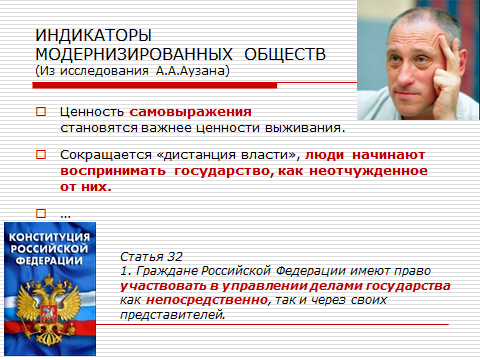 ИНДИКАТОРЫ
МОДЕРНИЗИРОВАННЫХ ОБЩЕСТВ
(Из исследования А.А.Аузана)
Ценность самовыражения
становятся важнее ценности выживания.
Сокращается «дистанция власти», люди начинают
воспринимать государство, как неотчужденное
от них.
...
КОНСТИТУЦИЯ
РОССИЙСКОЙ
ФЕДЕРАЦИИ
Статья 32
1. Граждане Российской Федерации имеют право
участвовать в управлении делами государства
как непосредственно, так и через своих
представителей.